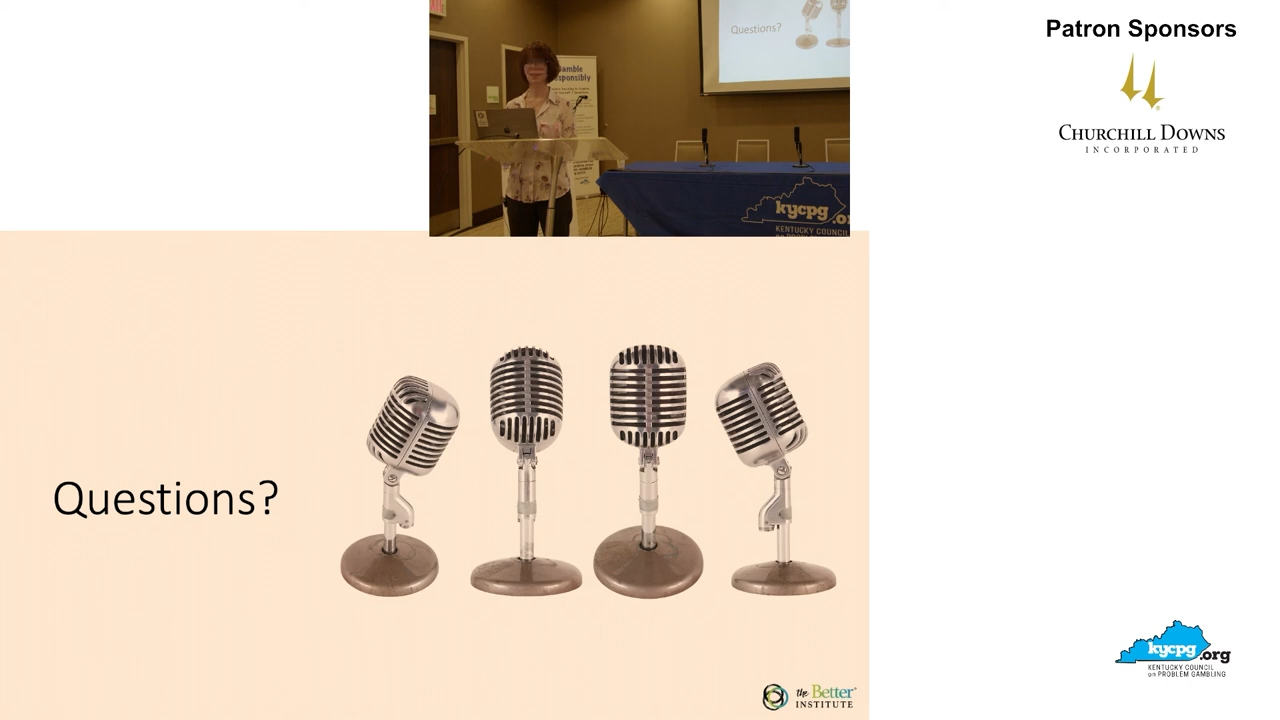 Questions?
Gamble
Responsibly
kycpg.or
KENTUCKY COUNCIL
Patron Sponsors
CHURCHILL DOWNS
INCORPORATED
Questions?
the Better
INSTITUTE
kycpg.org
KENTUCKY COUNCIL
on PROBLEM GAMBLING